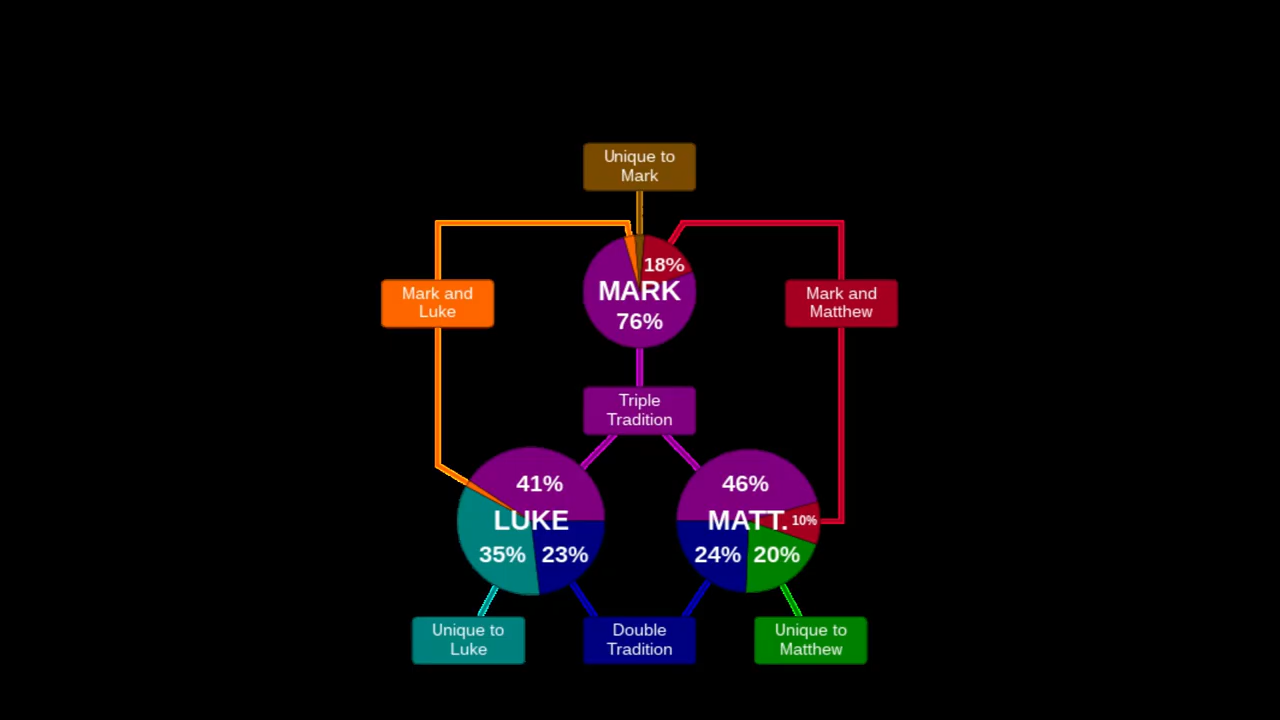 Unique to
Mark
18%
MARK
76%
Mark and
Luke
Mark and
Matthew
Triple
Tradition
41%
LUKE
35%
23%
46%
MATT.
10%
24%
20%
Unique to
Luke
Double
Tradition
Unique to
Matthew